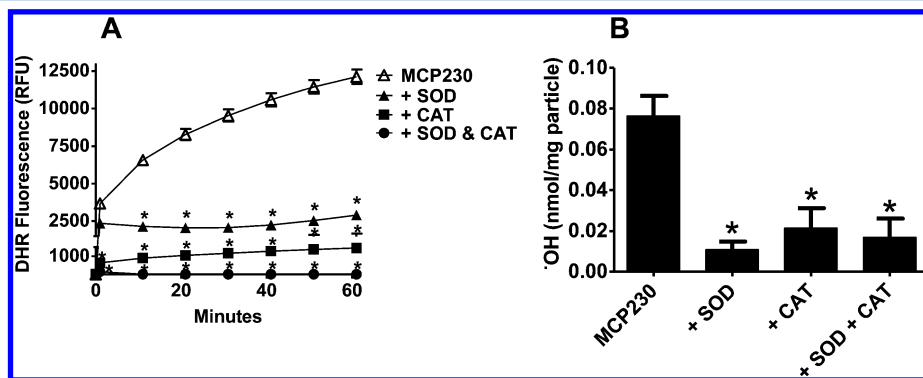 A
DHR Fluorescence (RFU)
12500
10000
7500
5000
2500
1000
0
0 20 40 60
Minutes
MCP230
+ SOD
+ CAT
+ SOD & CAT
* * * * * *
* * * * * * *
* * * * * * *
B
˙OH (nmol/mg particle)
0.10
0.08
0.06
0.04
0.02
0.00
* * *
MCP230
+ SOD
+ CAT
+ SOD + CAT